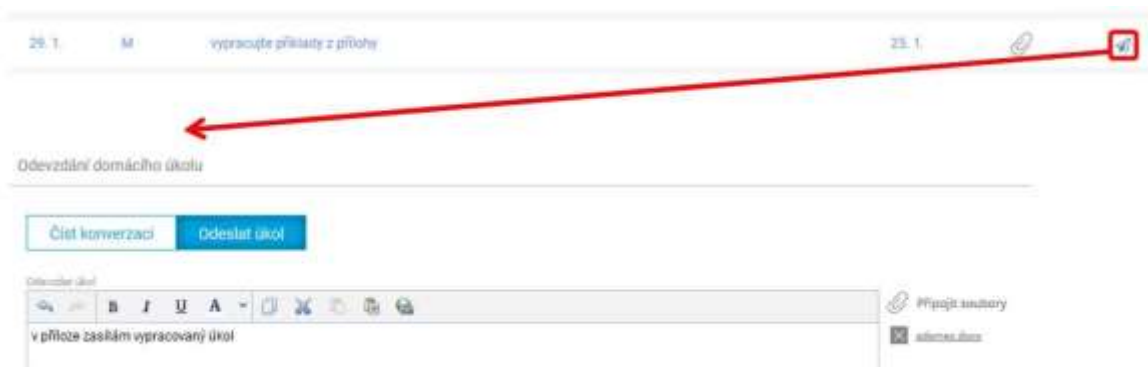 29. 1. M vypracujte příklady z přílohy 25. 1.
Odevzdání domácího úkolu
Číst konverzaci Odeslat úkol
Odevzdat úkol
B I U A
Připojit soubory
v příloze zasílám vypracovaný úkol